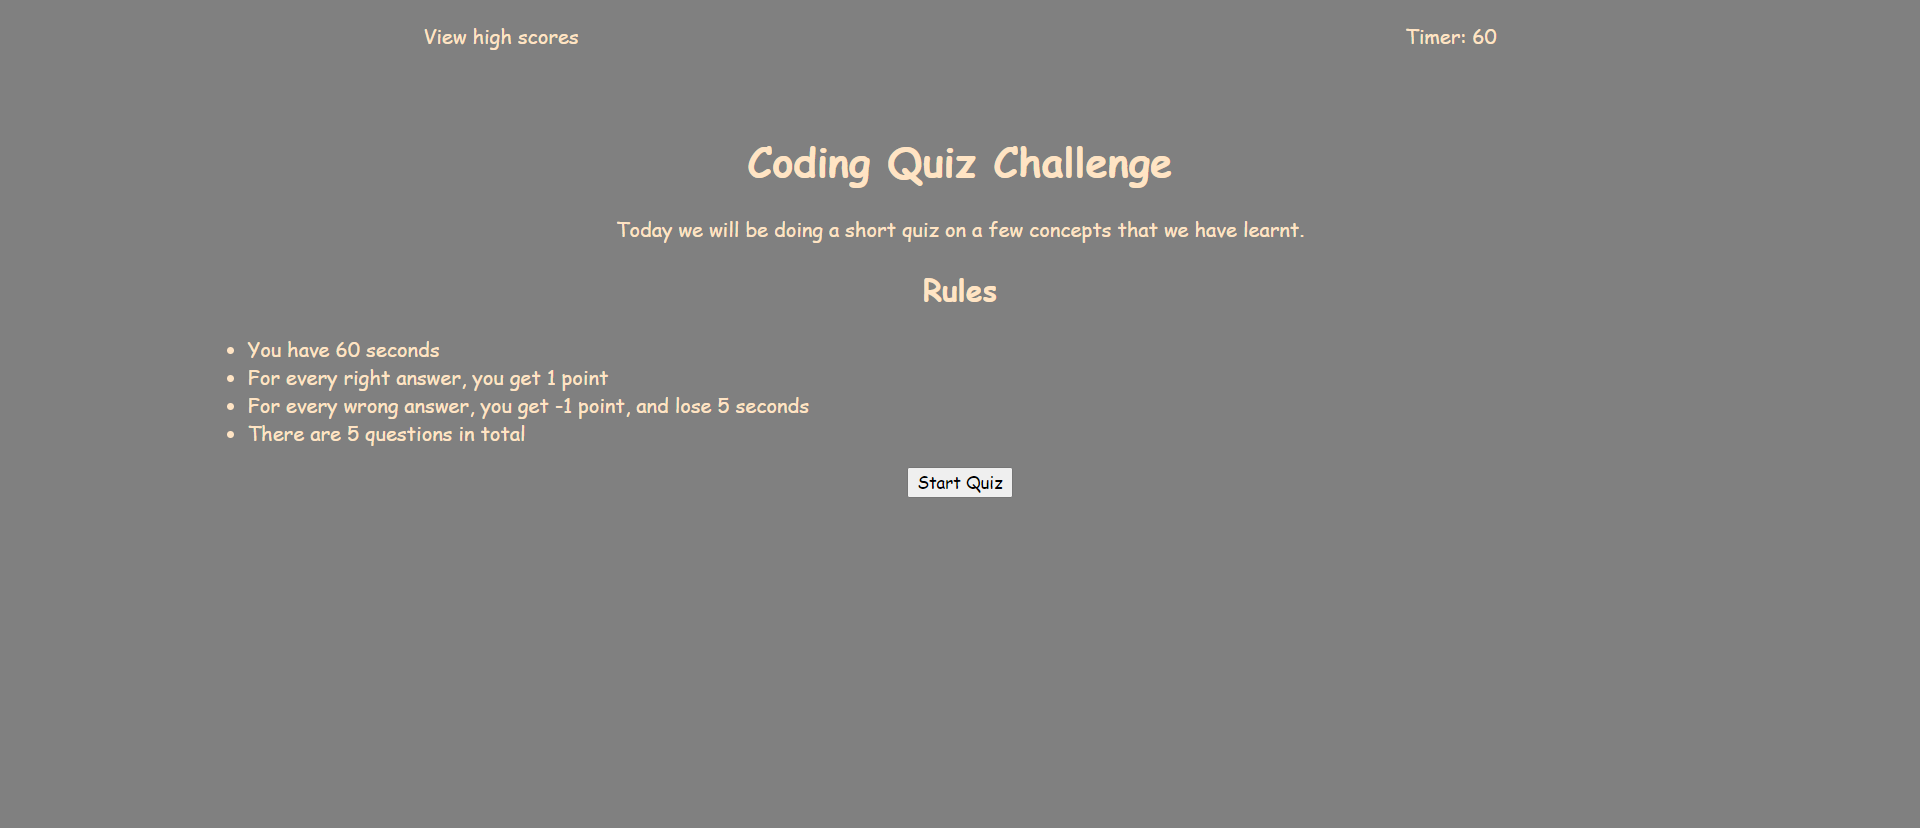 View high scores
Timer: 60
Coding Quiz Challenge
Today we will be doing a short quiz on a few concepts that we have learnt.
Rules
You have 60 seconds
For every right answer, you get 1 point
For every wrong answer, you get -1 point, and lose 5 seconds
There are 5 questions in total
Start Quiz